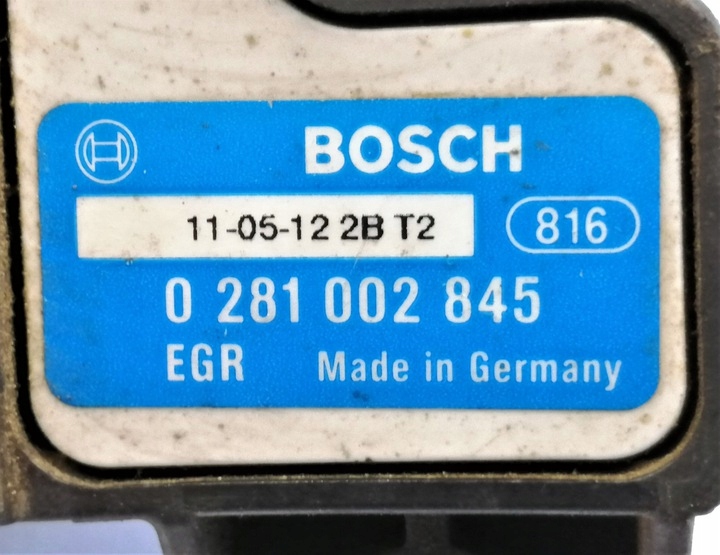 BOSCH
11-05-12 2B T2
816
0 281 002 845
EGR Made in Germany